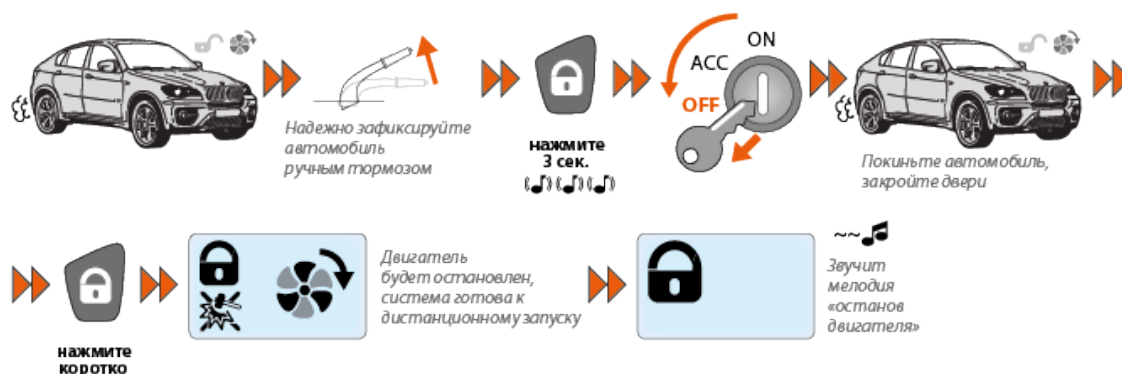 ON
ACC
OFF
Надежно зафиксируйте
автомобиль
ручным тормозом
нажмите
3 сек.
Покиньте автомобиль,
закройте двери
нажмите
коротко
Двигатель
будет остановлен,
система готова к
дистанционному запуску
Звучит
мелодия
«останов
двигателя»